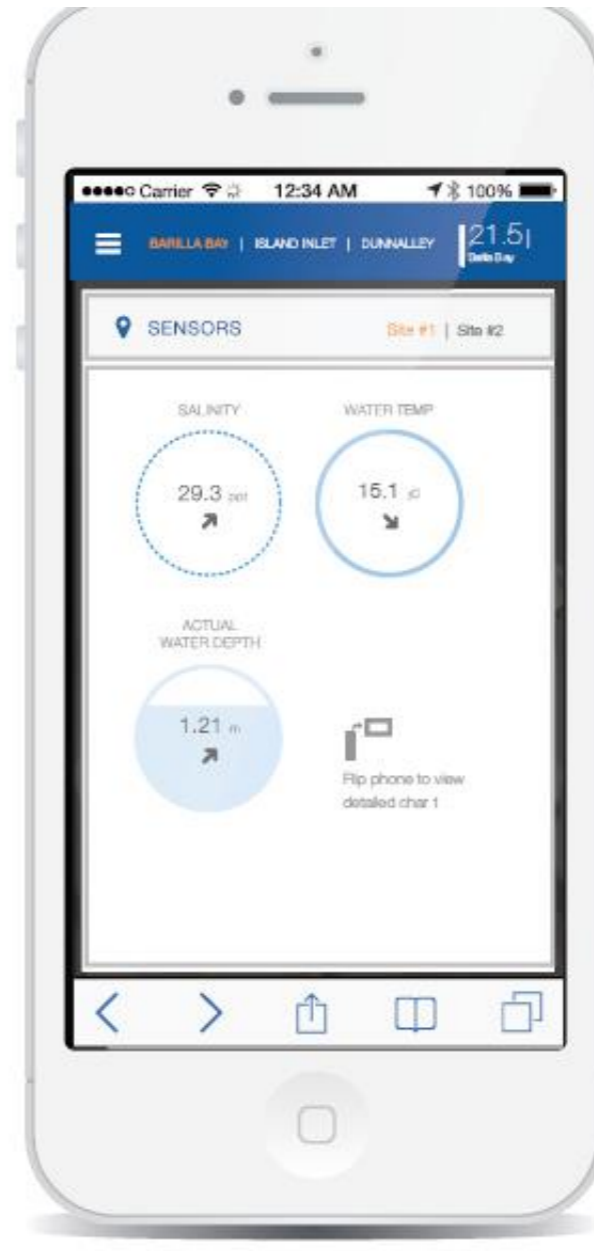 Carrier 12:34 AM 100%
BARILLA BAY | ISLAND INLET | DUNNALLEY 21.5|
SENSORS Site #1 | Site #2
SALINITY WATER TEMP
29.3 ppt 15.1
ACTUAL
WATER DEPTH
1.21 m
Flip phone to view
detailed char t